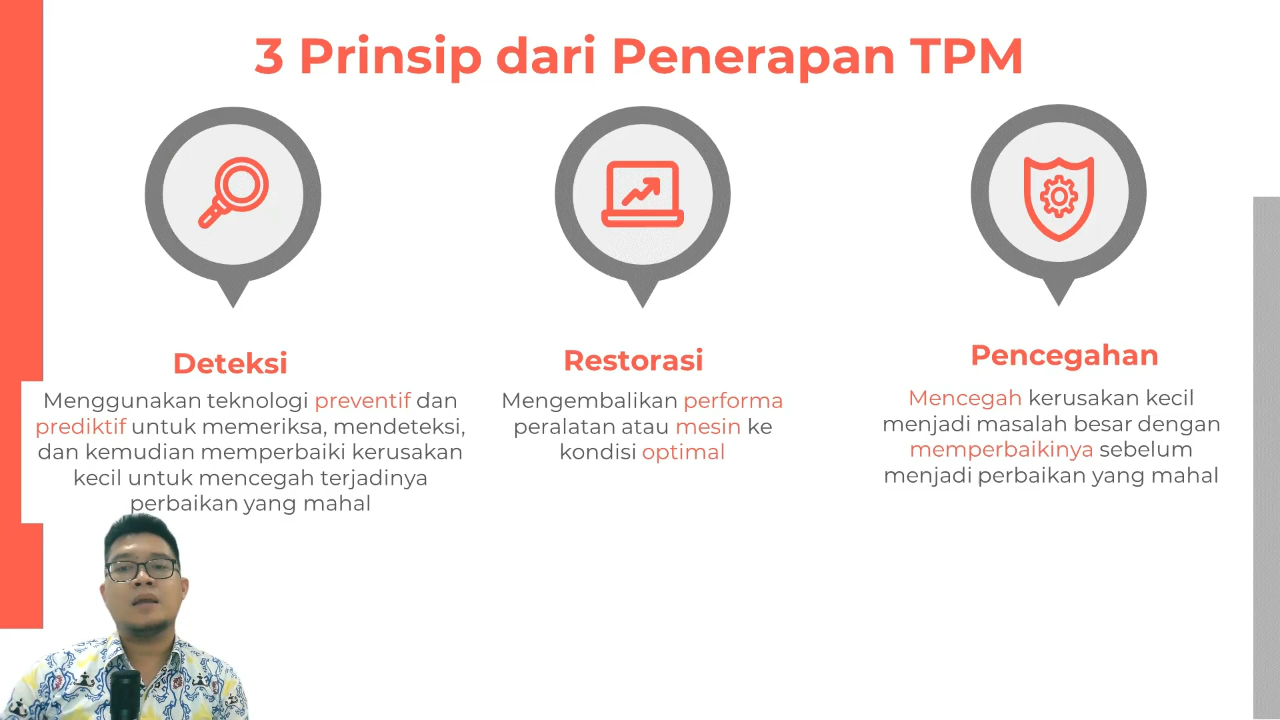 3 Prinsip dari Penerapan TPM
Deteksi
Menggunakan teknologi preventif dan
prediktif untuk memeriksa, mendeteksi,
dan kemudian memperbaiki kerusakan
kecil untuk mencegah terjadinya
perbaikan yang mahal
Restorasi
Mengembalikan performa
peralatan atau mesin ke
kondisi optimal
Pencegahan
Mencegah kerusakan kecil
menjadi masalah besar dengan
memperbaikinya sebelum
menjadi perbaikan yang mahal